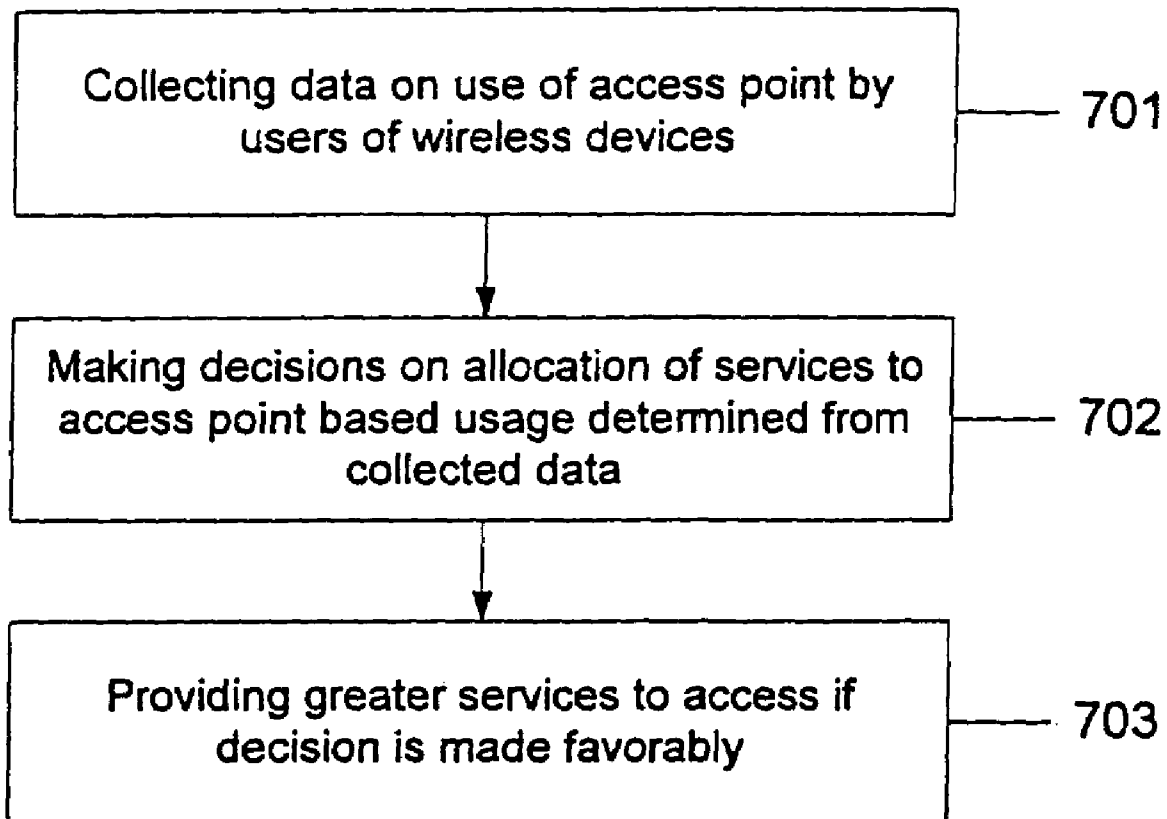 Collecting data on use of access point by
users of wireless devices
701
Making decisions on allocation of services to
access point based usage determined from
collected data
702
Providing greater services to access if
decision is made favorably
703